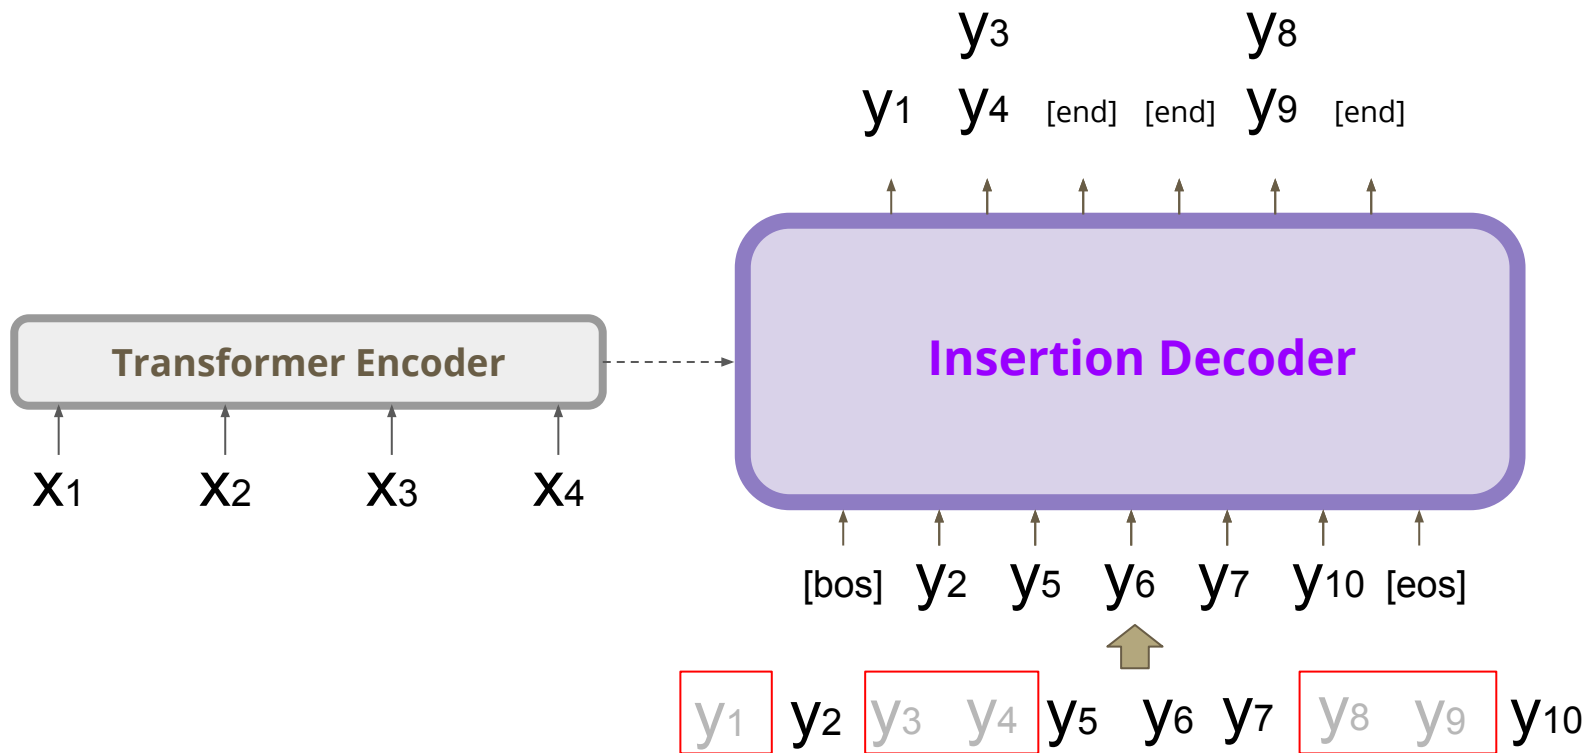 y3 y8
y1 y4 [end] [end] y9 [end]
Transformer Encoder
Insertion Decoder
x1 x2 x3 x4
[bos] y2 y5 y6 y7 y10 [eos]
y1 y2 y3 y4 y5 y6 y7 y8 y9 y10